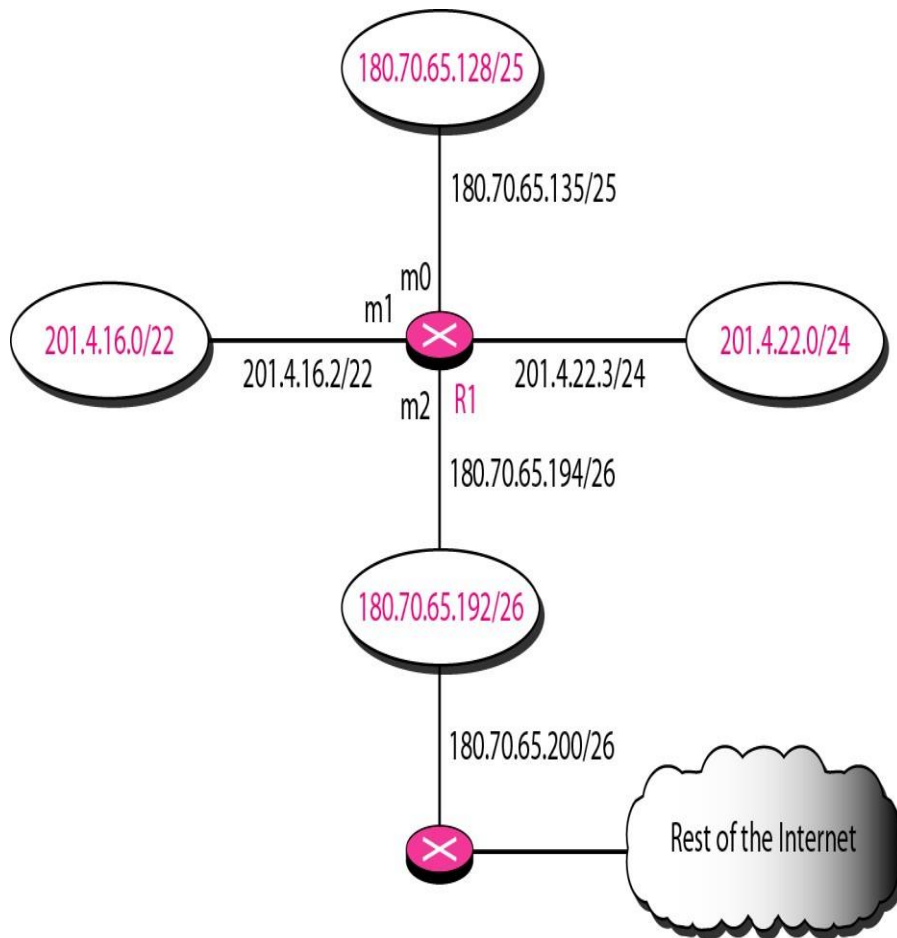 180.70.65.128/25
180.70.65.135/25
m0
m1
201.4.16.0/22
201.4.22.0/24
201.4.16.2/22
201.4.22.3/24
m2
R1
180.70.65.194/26
180.70.65.192/26
180.70.65.200/26
Rest of the Internet